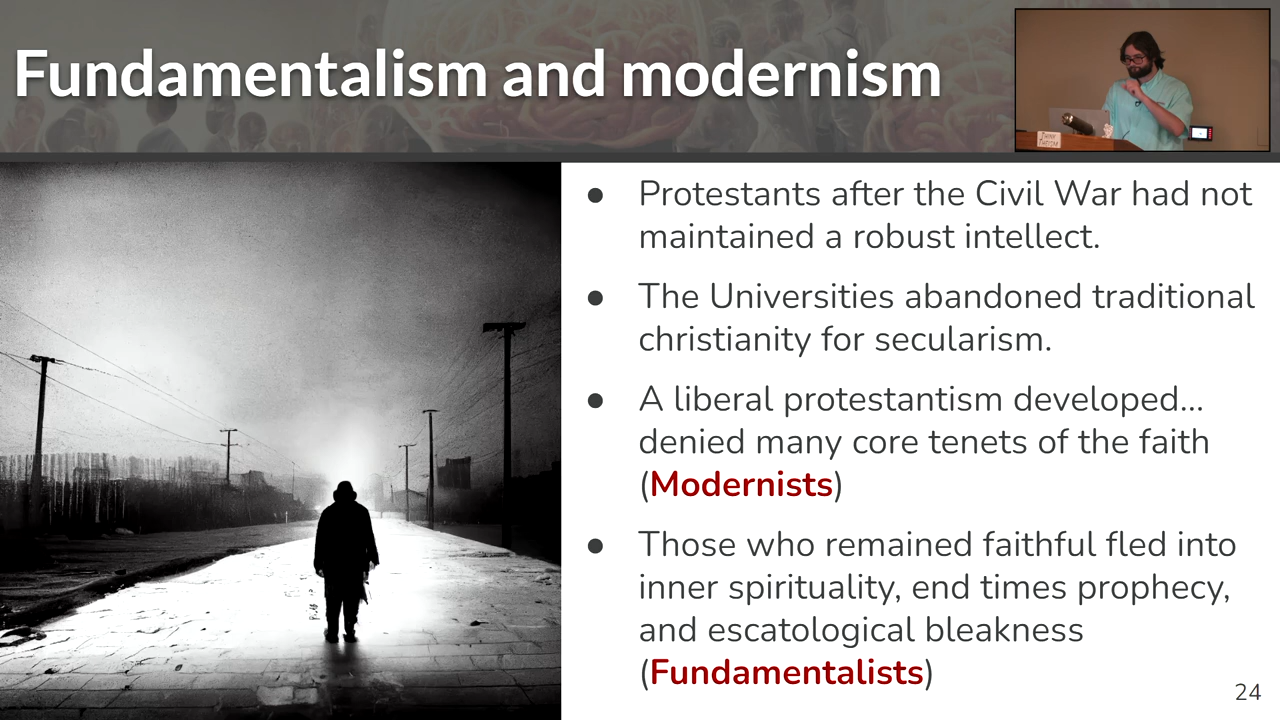 Fundamentalism and modernism
● Protestants after the Civil War had not
maintained a robust intellect.
● The Universities abandoned traditional
christianity for secularism.
● A liberal protestantism developed...
denied many core tenets of the faith
(Modernists)
● Those who remained faithful fled into
inner spirituality, end times prophecy,
and escatological bleakness
(Fundamentalists)
24